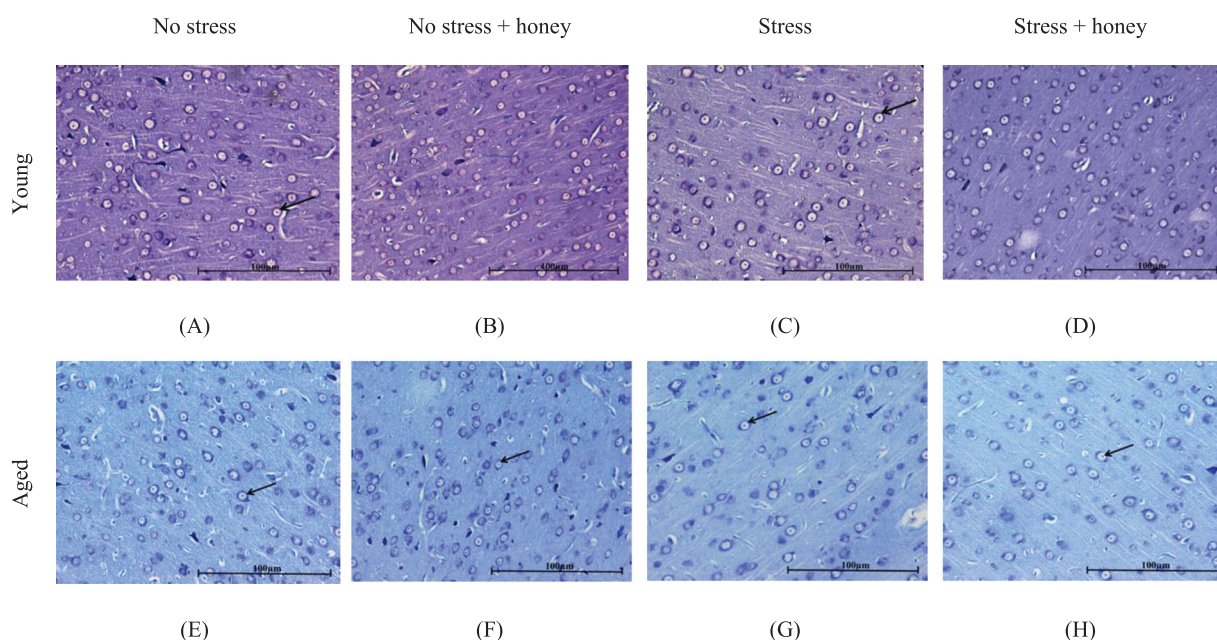 No stress
No stress + honey
Stress
Stress + honey
Young
100µm
100µm
100µm
100µm
(A)
(B)
(C)
(D)
Aged
100µm
100µm
100µm
100µm
(E)
(F)
(G)
(H)